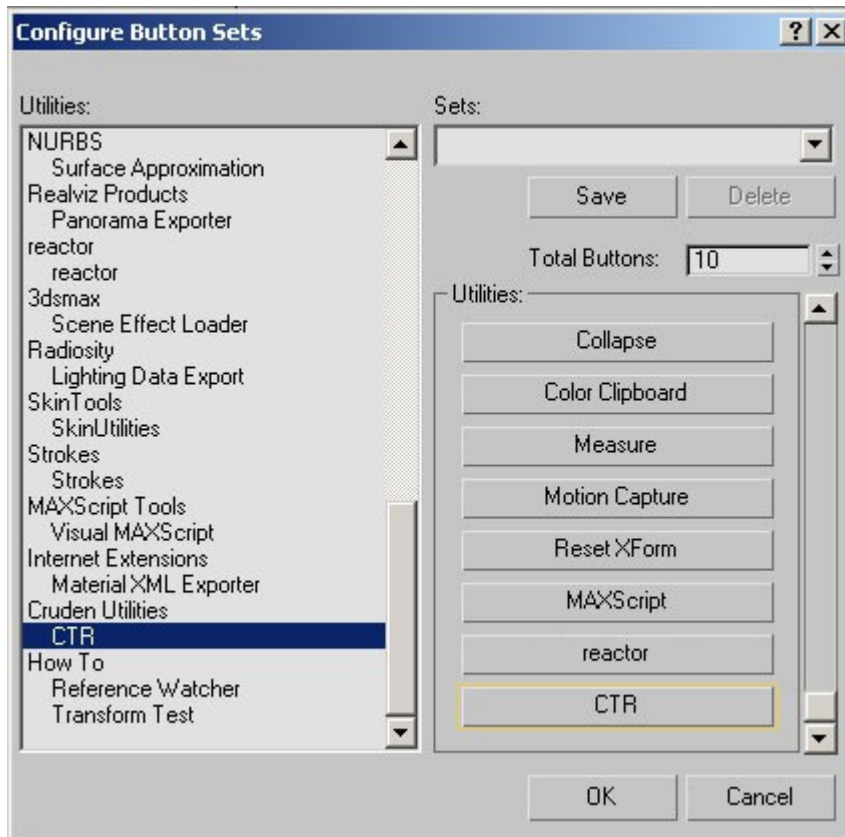 Configure Button Sets
Utilities:
NURBS
Surface Approximation
Realviz Products
Panorama Exporter
reactor
reactor
3dsmax
Scene Effect Loader
Radiosity
Lighting Data Export
SkinTools
SkinUtilities
Strokes
Strokes
MAXScript Tools
Visual MAXScript
Internet Extensions
Material XML Exporter
Cruden Utilities
CTR
How To
Reference Watcher
Transform Test
Sets:
Save Delete
Total Buttons: 10
Utilities:
Collapse
Color Clipboard
Measure
Motion Capture
Reset XForm
MAXScript
reactor
CTR
OK Cancel